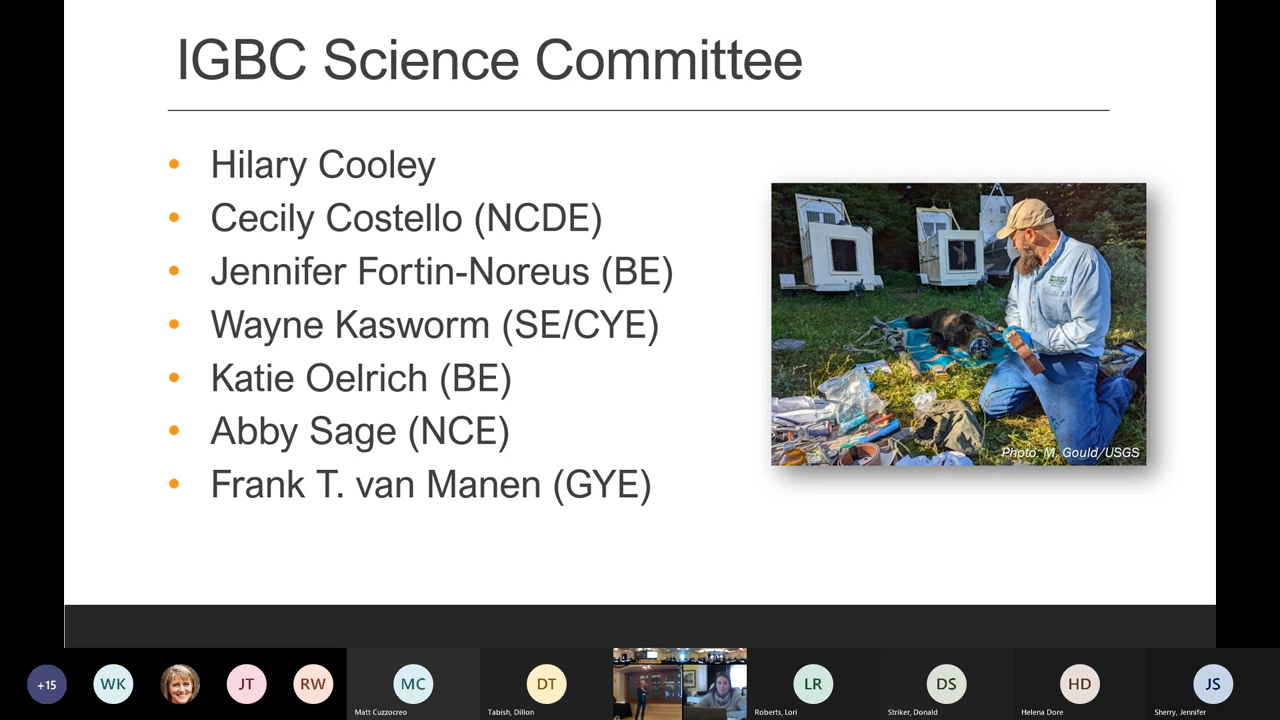 IGBC Science Committee
• Hilary Cooley
• Cecily Costello (NCDE)
• Jennifer Fortin-Noreus (BE)
• Wayne Kasworm (SE/CYE)
• Katie Oelrich (BE)
• Abby Sage (NCE)
• Frank T. van Manen (GYE)
Photo: M. Gould/USGS
+15
WK
JT
RW
MC
Matt Cuzzocreo
DT
Tabish, Dillon
LR
Roberts, Lori
DS
Striker, Donald
HD
Helena Dore
JS
Sherry, Jennifer